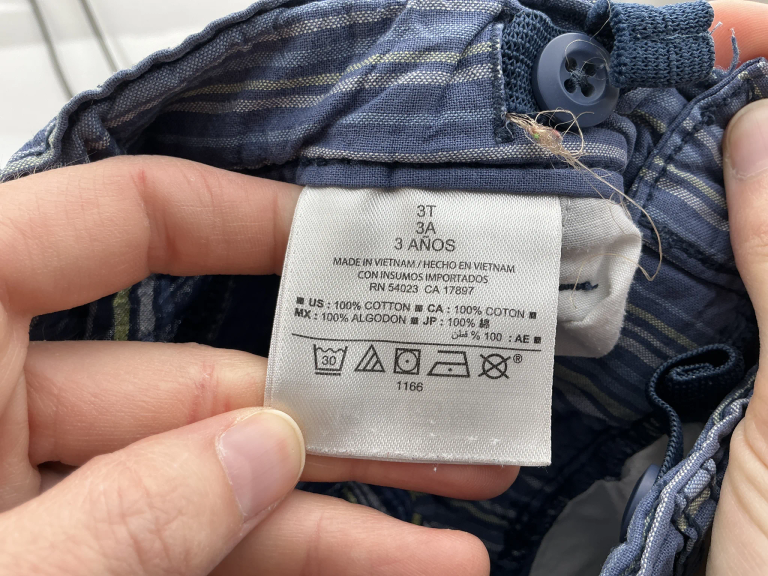 3T
3A
3 AÑOS
MADE IN VIETNAM / HECHO EN VIETNAM
CON INSUMOS IMPORTADOS
RN 54023 CA 17897
■ US : 100% COTTON ■ CA : 100% COTON ■
MX : 100% ALGODON ■ JP : 100% 綿
■ AE : 100 % قطن
30 ®
1166